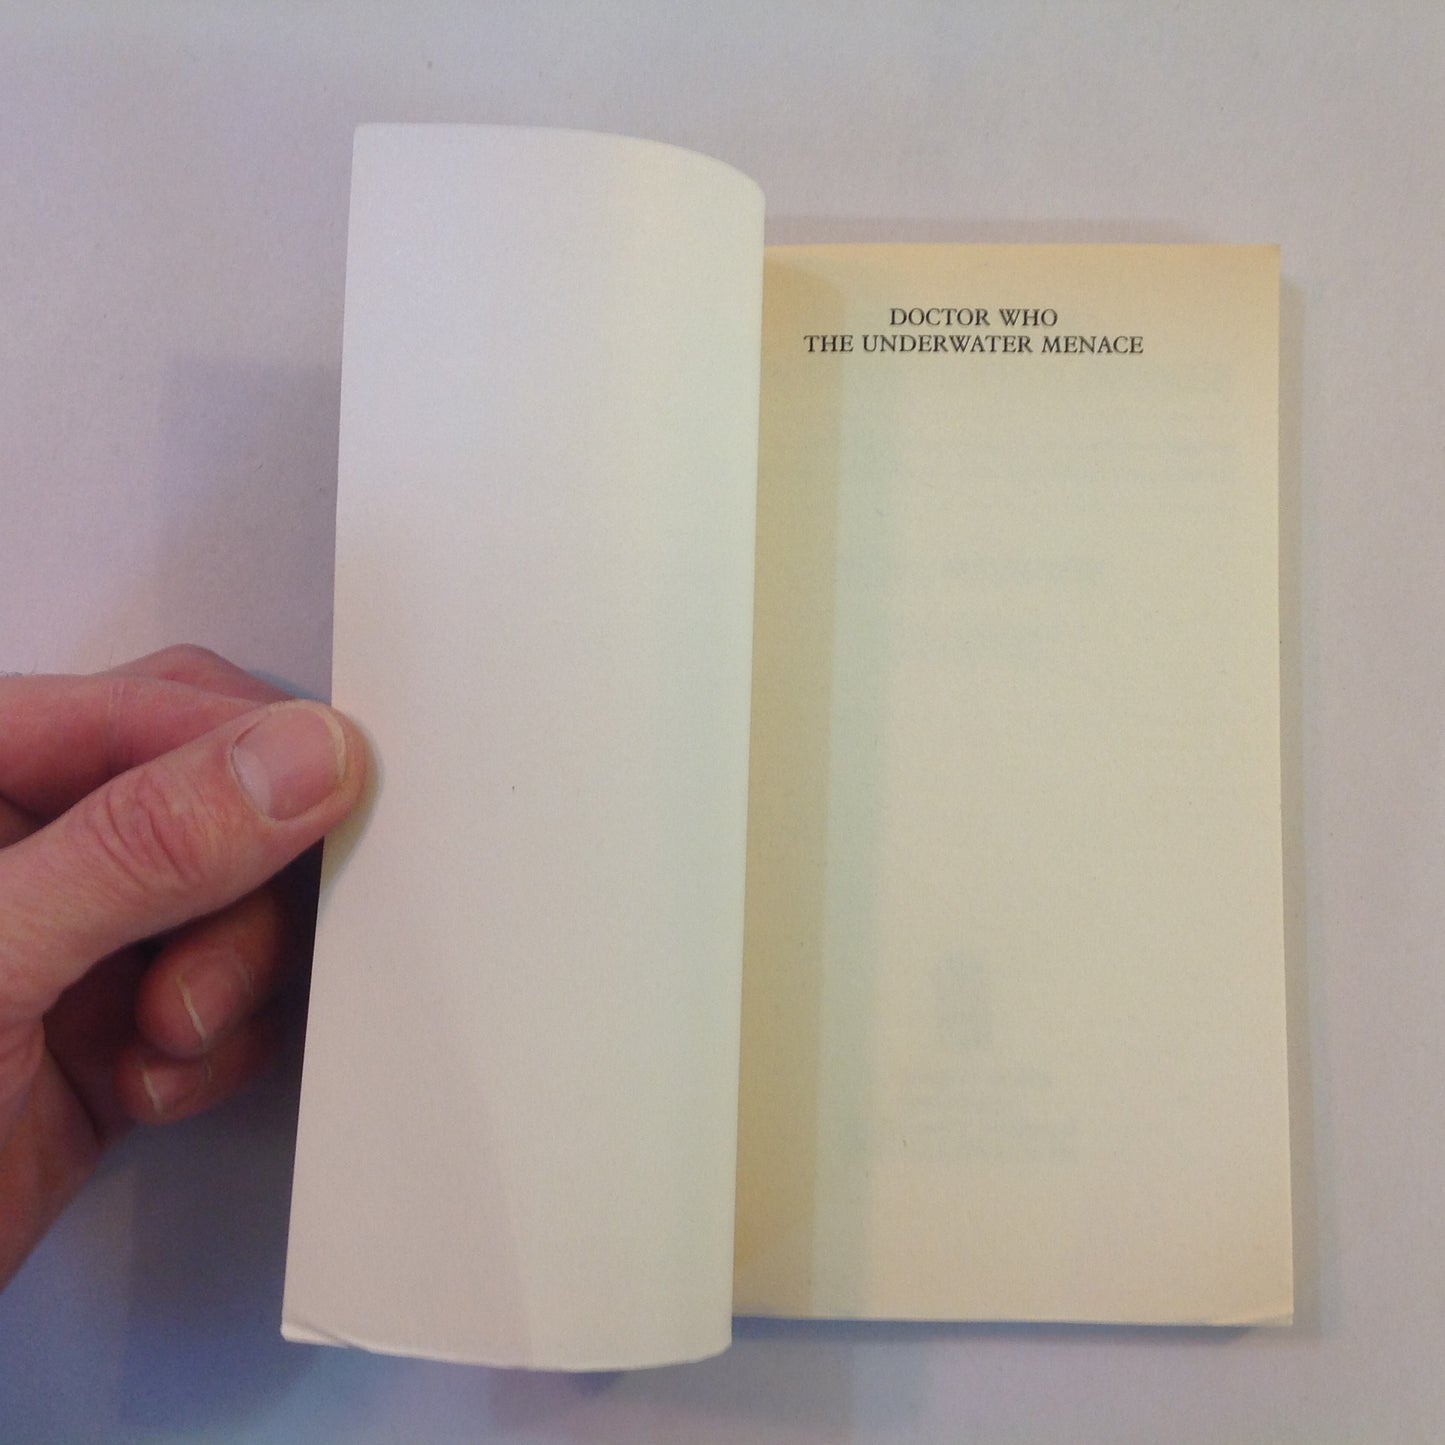 DOCTOR WHO
THE UNDERWATER MENACE